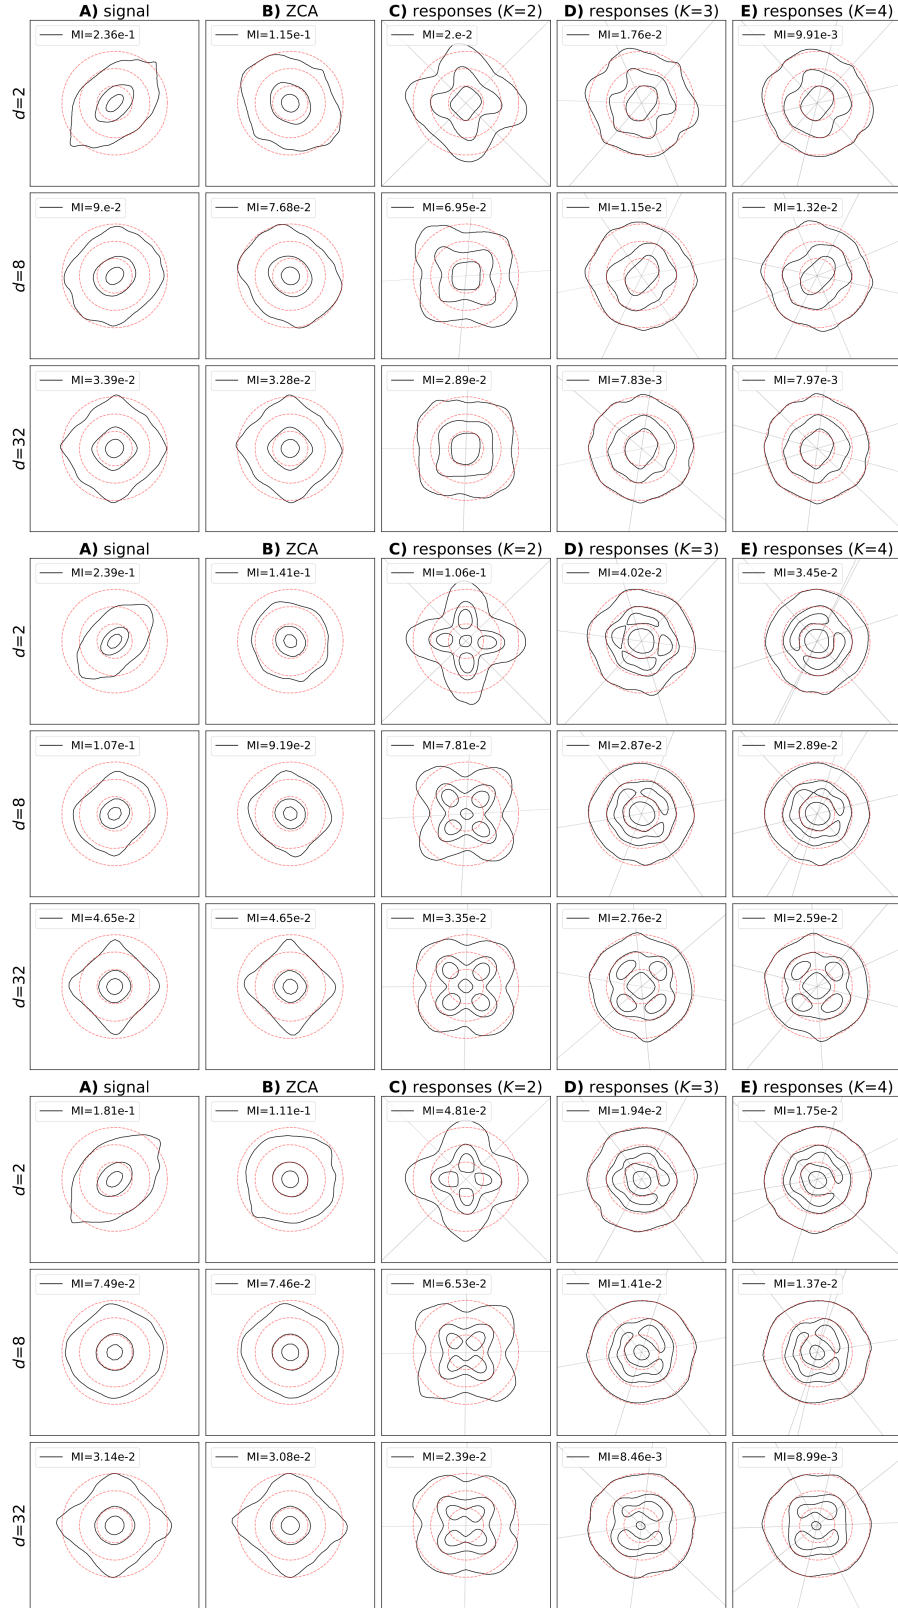 A) signal B) ZCA C) responses (K=2) D) responses (K=3) E) responses (K=4)
d=2 MI=2.36e-1 MI=1.15e-1 MI=2.e-2 MI=1.76e-2 MI=9.91e-3
d=8 MI=9.e-2 MI=7.68e-2 MI=6.95e-2 MI=1.15e-2 MI=1.32e-2
d=32 MI=3.39e-2 MI=3.28e-2 MI=2.89e-2 MI=7.83e-3 MI=7.97e-3
A) signal B) ZCA C) responses (K=2) D) responses (K=3) E) responses (K=4)
d=2 MI=2.39e-1 MI=1.41e-1 MI=1.06e-1 MI=4.02e-2 MI=3.45e-2
d=8 MI=1.07e-1 MI=9.19e-2 MI=7.81e-2 MI=2.87e-2 MI=2.89e-2
d=32 MI=4.65e-2 MI=4.65e-2 MI=3.35e-2 MI=2.76e-2 MI=2.59e-2
A) signal B) ZCA C) responses (K=2) D) responses (K=3) E) responses (K=4)
d=2 MI=1.81e-1 MI=1.11e-1 MI=4.81e-2 MI=1.94e-2 MI=1.75e-2
d=8 MI=7.49e-2 MI=7.46e-2 MI=6.53e-2 MI=1.41e-2 MI=1.37e-2
d=32 MI=3.14e-2 MI=3.08e-2 MI=2.39e-2 MI=8.46e-3 MI=8.99e-3